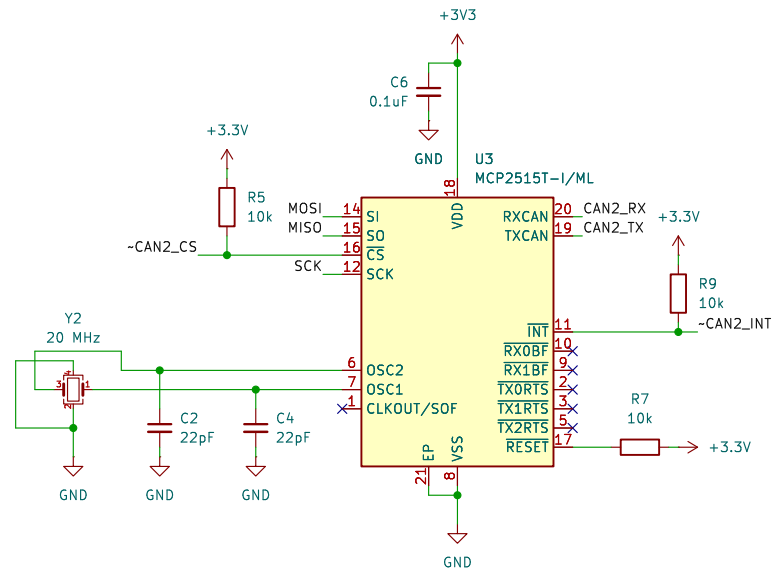 +3V3
C6
0.1uF
GND
+3.3V
R5
10k
U3
MCP2515T-I/ML
18
VDD
MOSI 14 SI
MISO 15 SO
~CAN2_CS 16 CS
SCK 12 SCK
RXCAN 20 CAN2_RX
TXCAN 19 CAN2_TX
+3.3V
R9
10k
INT 11 ~CAN2_INT
RX0BF 10
RX1BF 9
TX0RTS 2
TX1RTS 3
TX2RTS 5
RESET 17
R7
10k
+3.3V
Y2
20 MHz
4
3
1
2
6 OSC2
7 OSC1
1 CLKOUT/SOF
C2
22pF
C4
22pF
GND
GND
GND
EP
21
VSS
8
GND